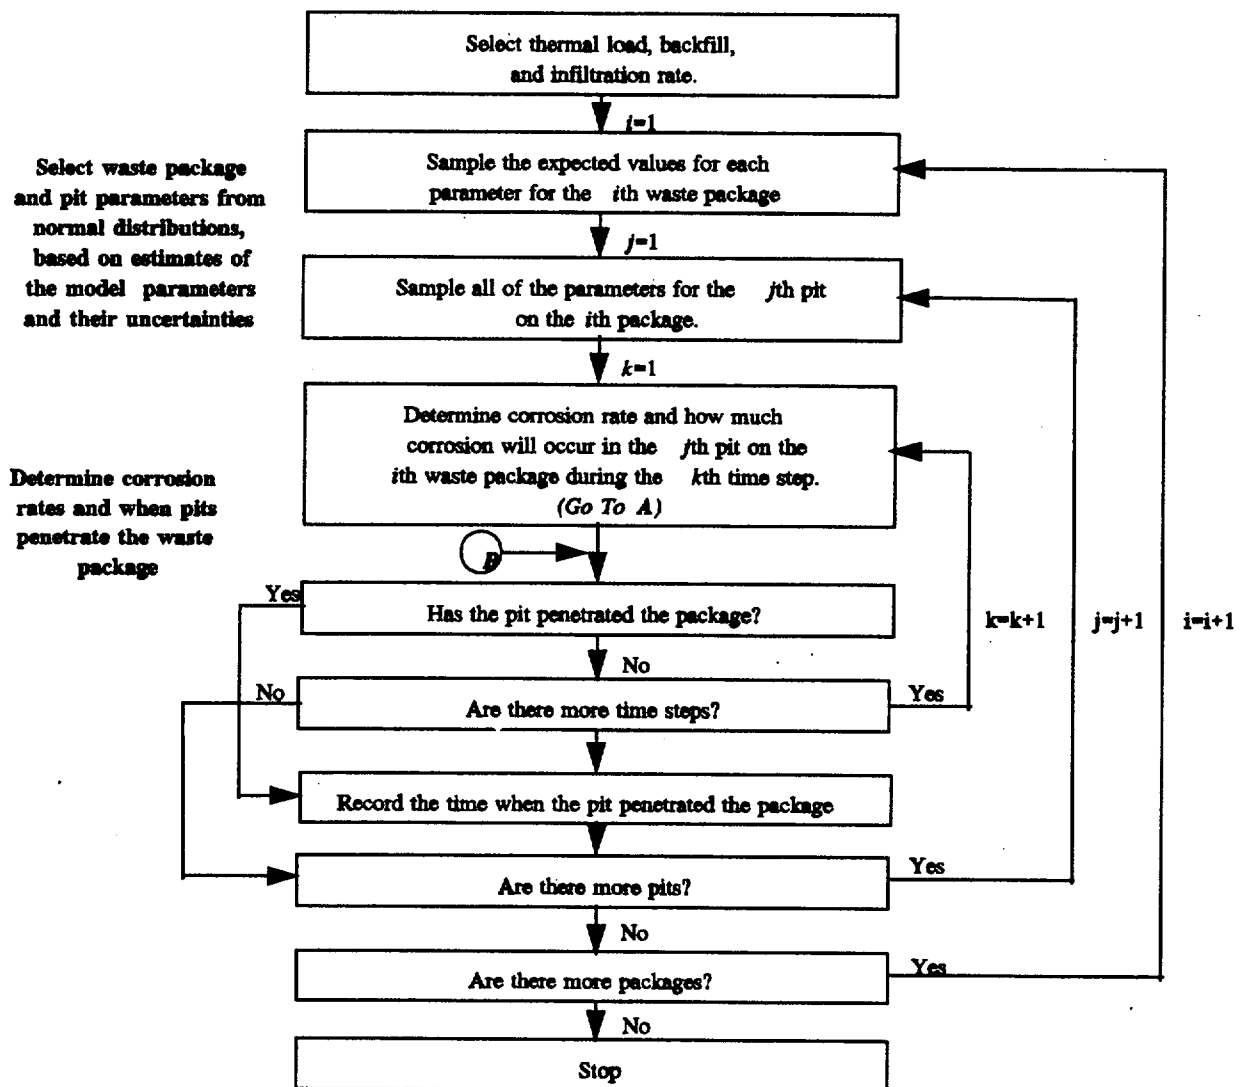 Select thermal load, backfill,
and infiltration rate.
i=1
Select waste package
and pit parameters from
normal distributions,
based on estimates of
the model parameters
and their uncertainties
Sample the expected values for each
parameter for the ith waste package
j=1
Sample all of the parameters for the jth pit
on the ith package.
k=1
Determine corrosion rate and how much
corrosion will occur in the jth pit on the
ith waste package during the kth time step.
(Go To A)
Determine corrosion
rates and when pits
penetrate the waste
package
B
Yes
Has the pit penetrated the package?
k=k+1
j=j+1
i=i+1
No
No
Are there more time steps?
Yes
Record the time when the pit penetrated the package
Are there more pits?
Yes
No
Are there more packages?
Yes
No
Stop